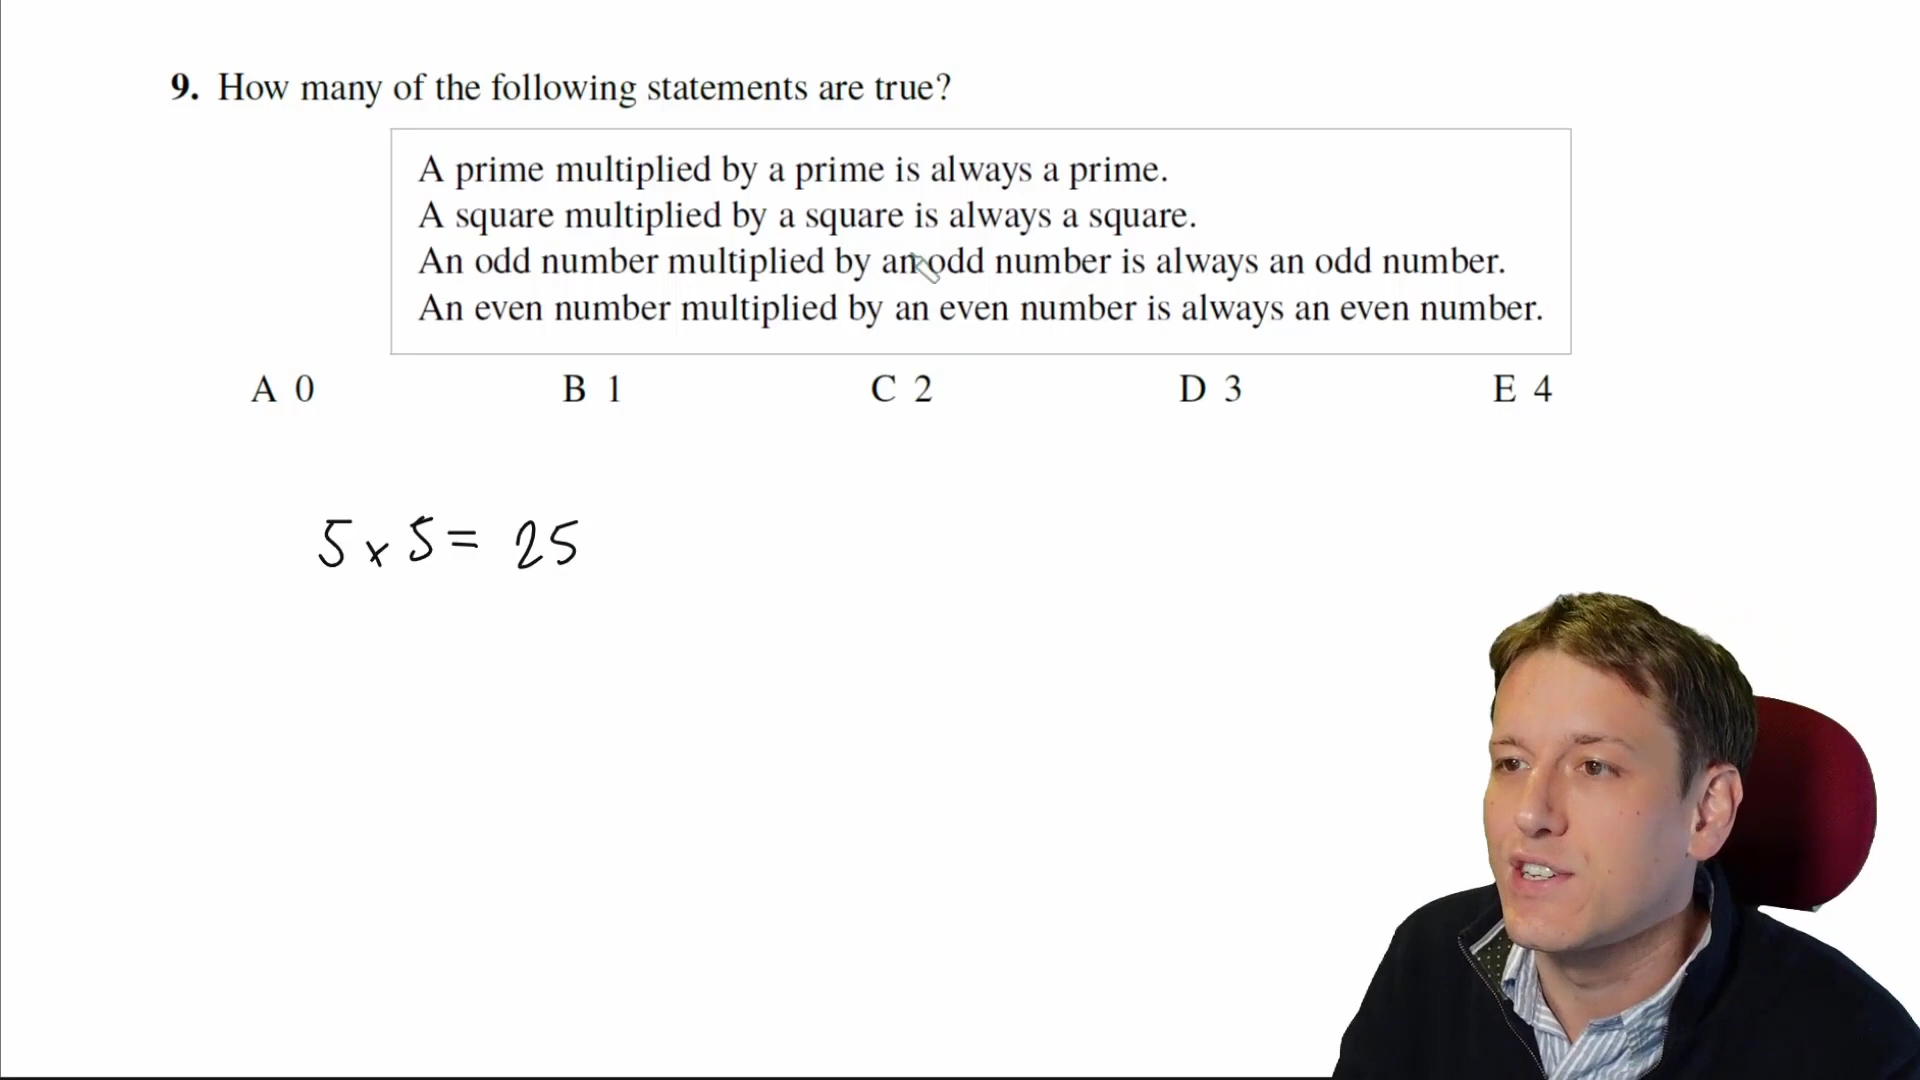 9. How many of the following statements are true?
A prime multiplied by a prime is always a prime.
A square multiplied by a square is always a square.
An odd number multiplied by an odd number is always an odd number.
An even number multiplied by an even number is always an even number.
A 0 B 1 C 2 D 3 E 4
5 x 5 = 25